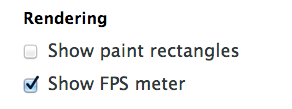 Rendering
Show paint rectangles
Show FPS meter